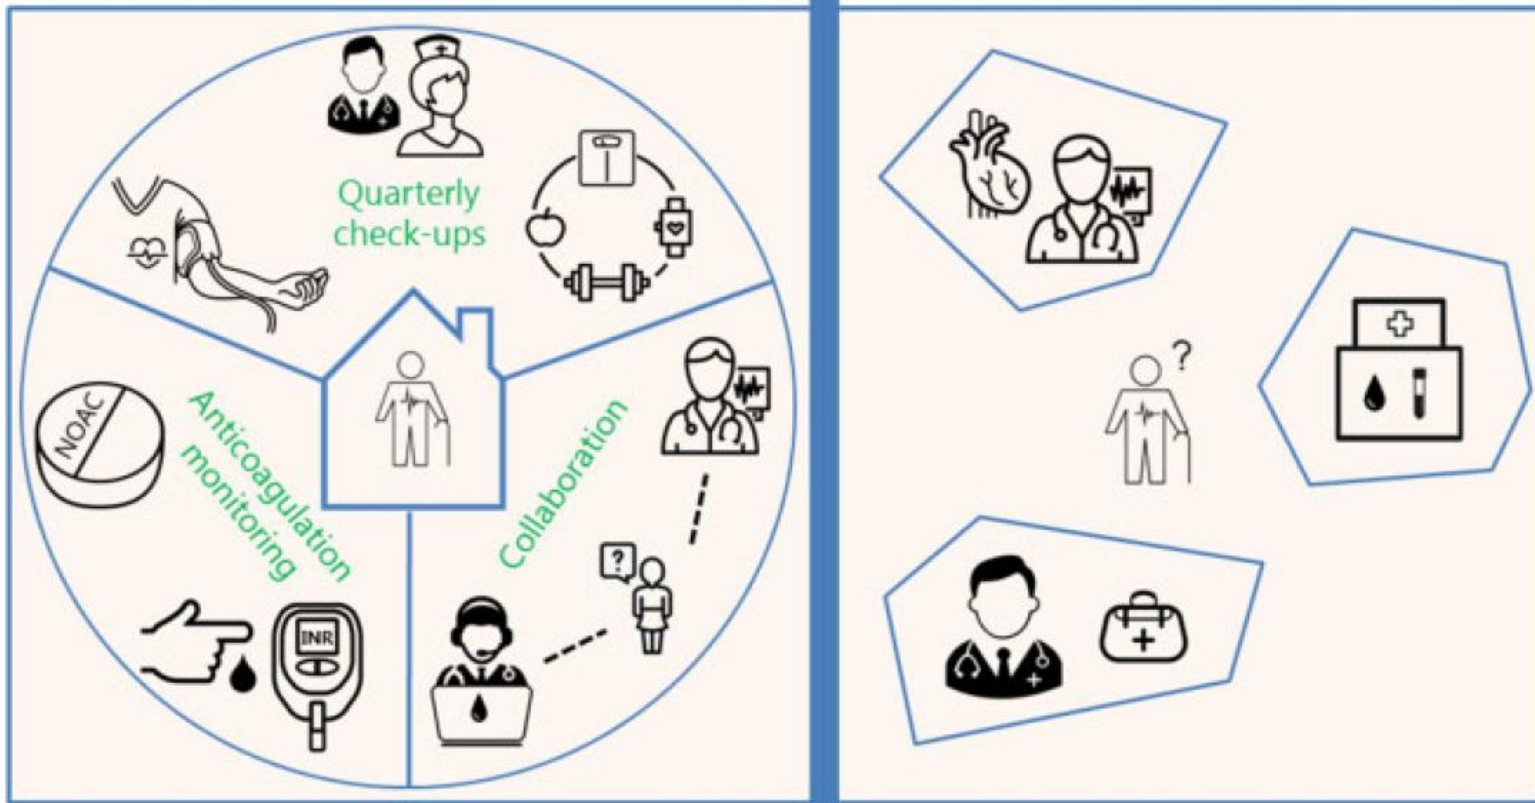 Quarterly
check-ups
NOAC
Anticoagulation
monitoring
INR
Collaboration
?
?